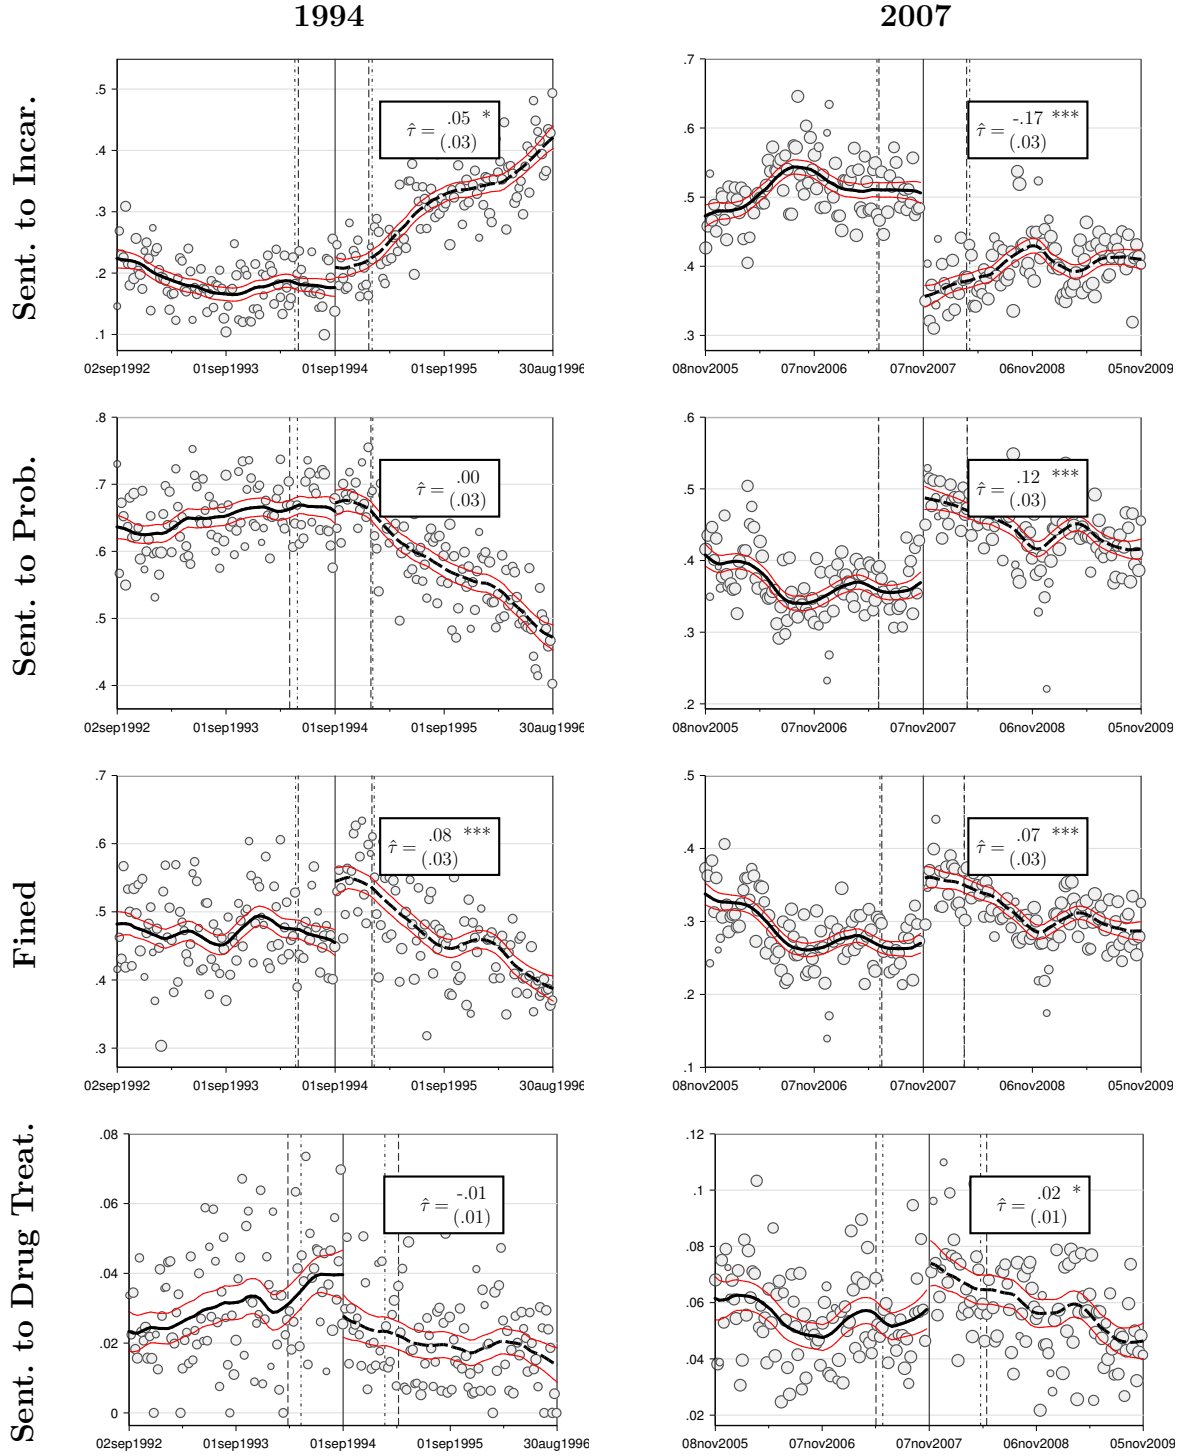 1994 2007
Sent. to Incar.
.5
.4
.3
.2
.1
τ̂ = .05 *
(.03)
02sep1992 01sep1993 01sep1994 01sep1995 30aug1996
.7
.6
.5
.4
.3
τ̂ = -.17 ***
(.03)
08nov2005 07nov2006 07nov2007 06nov2008 05nov2009
Sent. to Prob.
.8
.7
.6
.5
.4
τ̂ = .00
(.03)
02sep1992 01sep1993 01sep1994 01sep1995 30aug1996
.6
.5
.4
.3
.2
τ̂ = .12 ***
(.03)
08nov2005 07nov2006 07nov2007 06nov2008 05nov2009
Fined
.7
.6
.5
.4
.3
τ̂ = .08 ***
(.03)
02sep1992 01sep1993 01sep1994 01sep1995 30aug1996
.5
.4
.3
.2
.1
τ̂ = .07 ***
(.03)
08nov2005 07nov2006 07nov2007 06nov2008 05nov2009
Sent. to Drug Treat.
.08
.06
.04
.02
0
τ̂ = -.01
(.01)
02sep1992 01sep1993 01sep1994 01sep1995 30aug1996
.12
.1
.08
.06
.04
.02
τ̂ = .02 *
(.01)
08nov2005 07nov2006 07nov2007 06nov2008 05nov2009